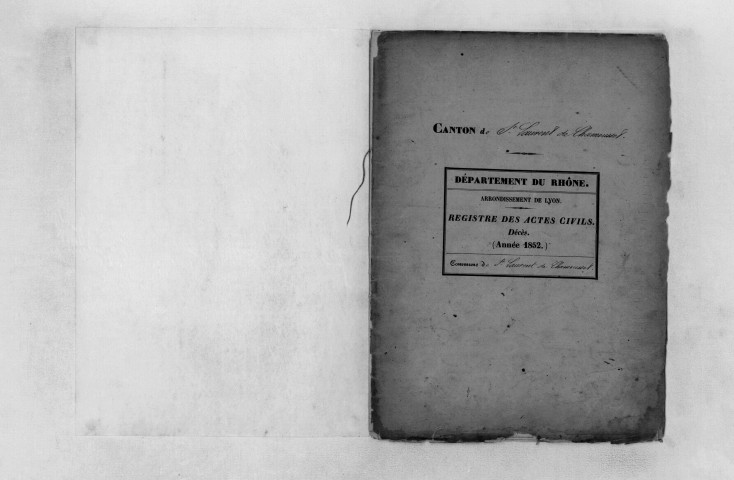 CANTON de St Laurent de Chamousset.
DÉPARTEMENT DU RHÔNE.
ARRONDISSEMENT DE LYON.
REGISTRE DES ACTES CIVILS.
Décès.
(Année 1852.)
Commune de St Laurent de Chamousset.